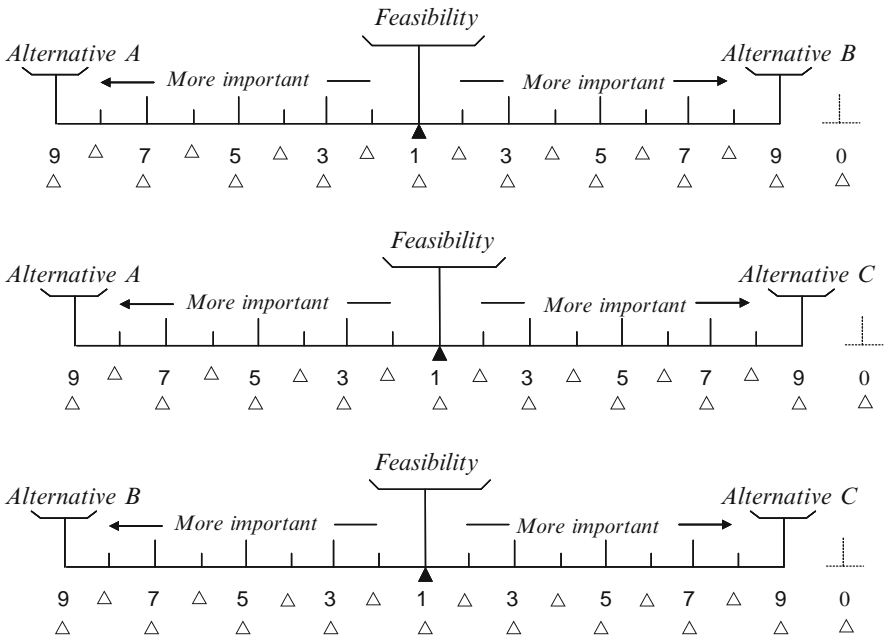 Feasibility
Alternative A Alternative B
More important More important
9 7 5 3 1 3 5 7 9 0
Feasibility
Alternative A Alternative C
More important More important
9 7 5 3 1 3 5 7 9 0
Feasibility
Alternative B Alternative C
More important More important
9 7 5 3 1 3 5 7 9 0